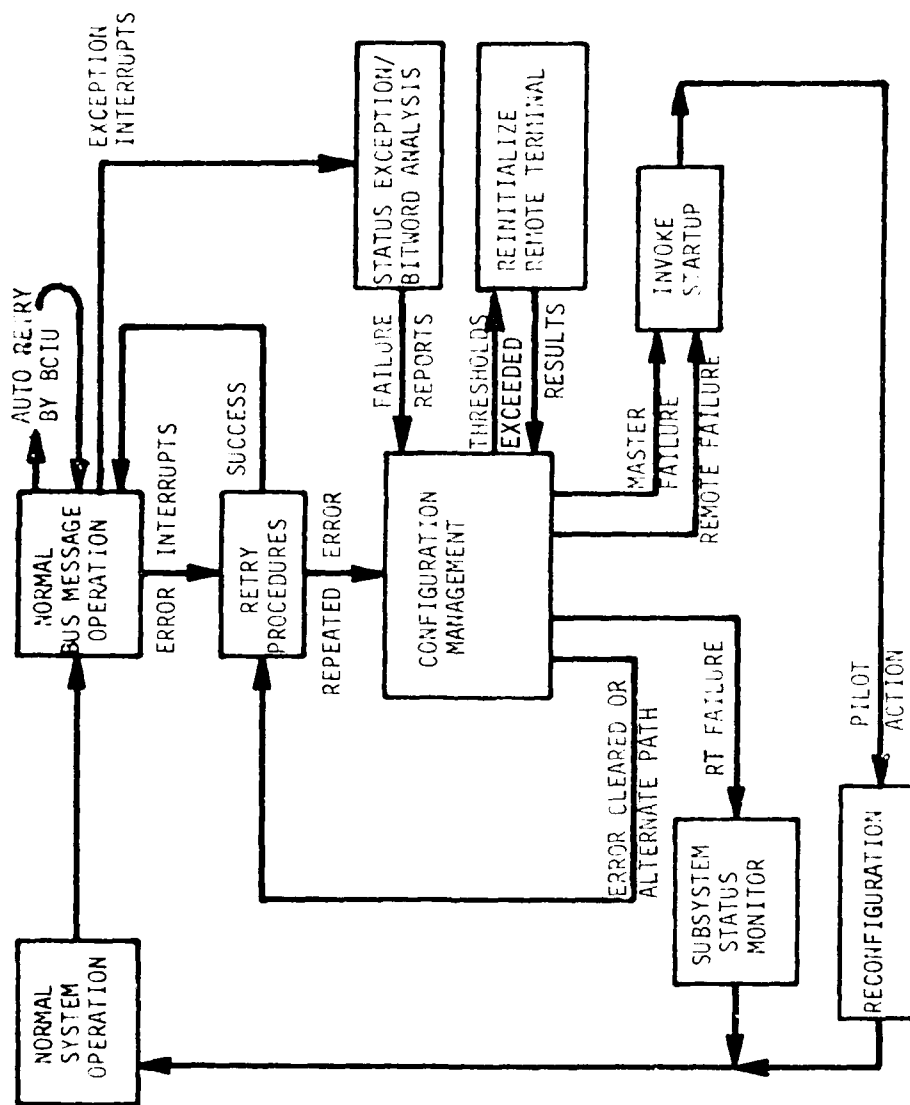 NORMAL
SYSTEM
OPERATION
NORMAL
BUS MESSAGE
OPERATION
AUTO RETRY
BY BCIU
EXCEPTION
INTERRUPTS
ERROR INTERRUPTS
SUCCESS
RETRY
PROCEDURES
REPEATED ERROR
STATUS EXCEPTION/
BITWORD ANALYSIS
FAILURE
REPORTS
CONFIGURATION
MANAGEMENT
THRESHOLDS
EXCEEDED
RESULTS
REINITIALIZE
REMOTE TERMINAL
ERROR CLEARED OR
ALTERNATE PATH
RT FAILURE
MASTER
FAILURE
REMOTE FAILURE
INVOKE
STARTUP
SUBSYSTEM
STATUS
MONITOR
PILOT
ACTION
RECONFIGURATION